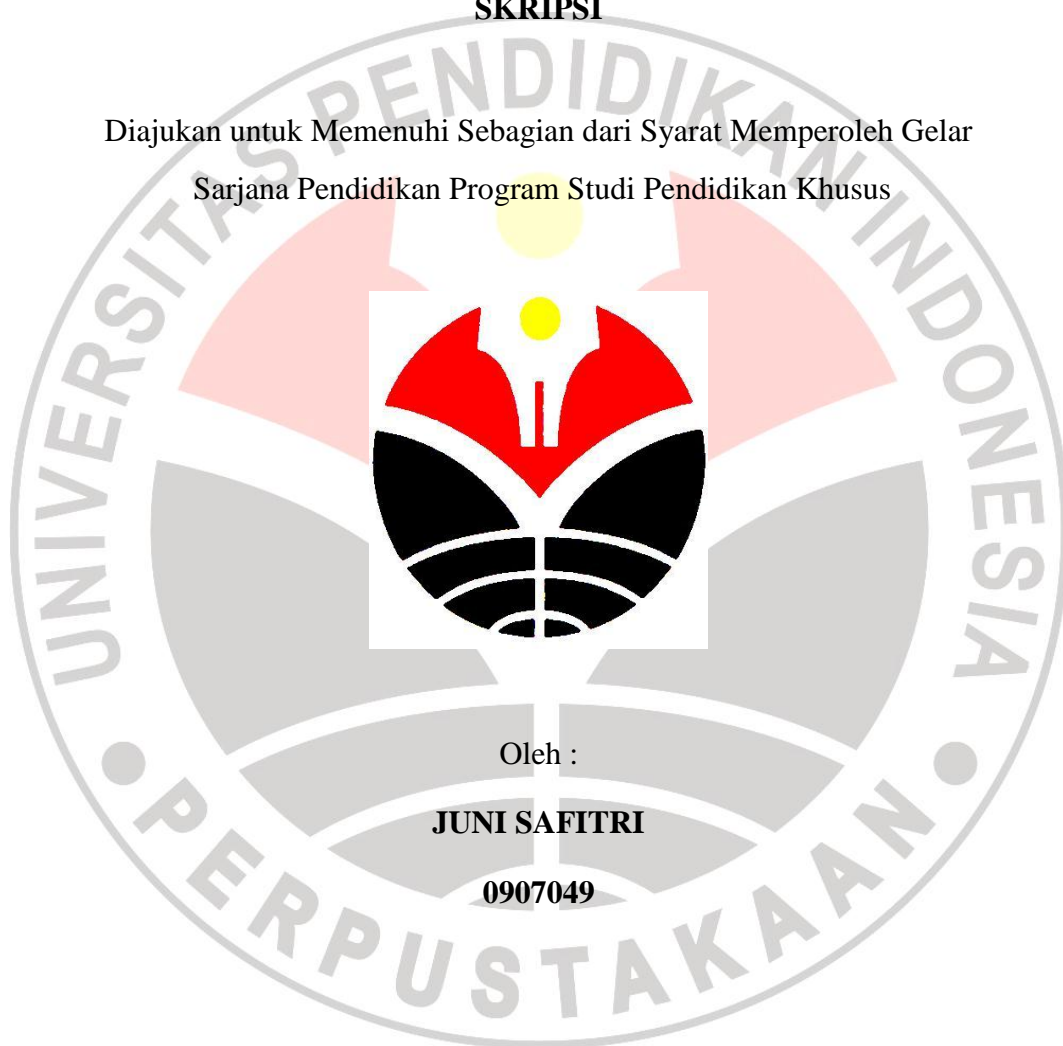 SKRIPSI
Diajukan untuk Memenuhi Sebagian dari Syarat Memperoleh Gelar
Sarjana Pendidikan Program Studi Pendidikan Khusus
UNIVERSITAS PENDIDIKAN INDONESIA
Oleh :
JUNI SAFITRI
0907049
PERPUSTAKAAN